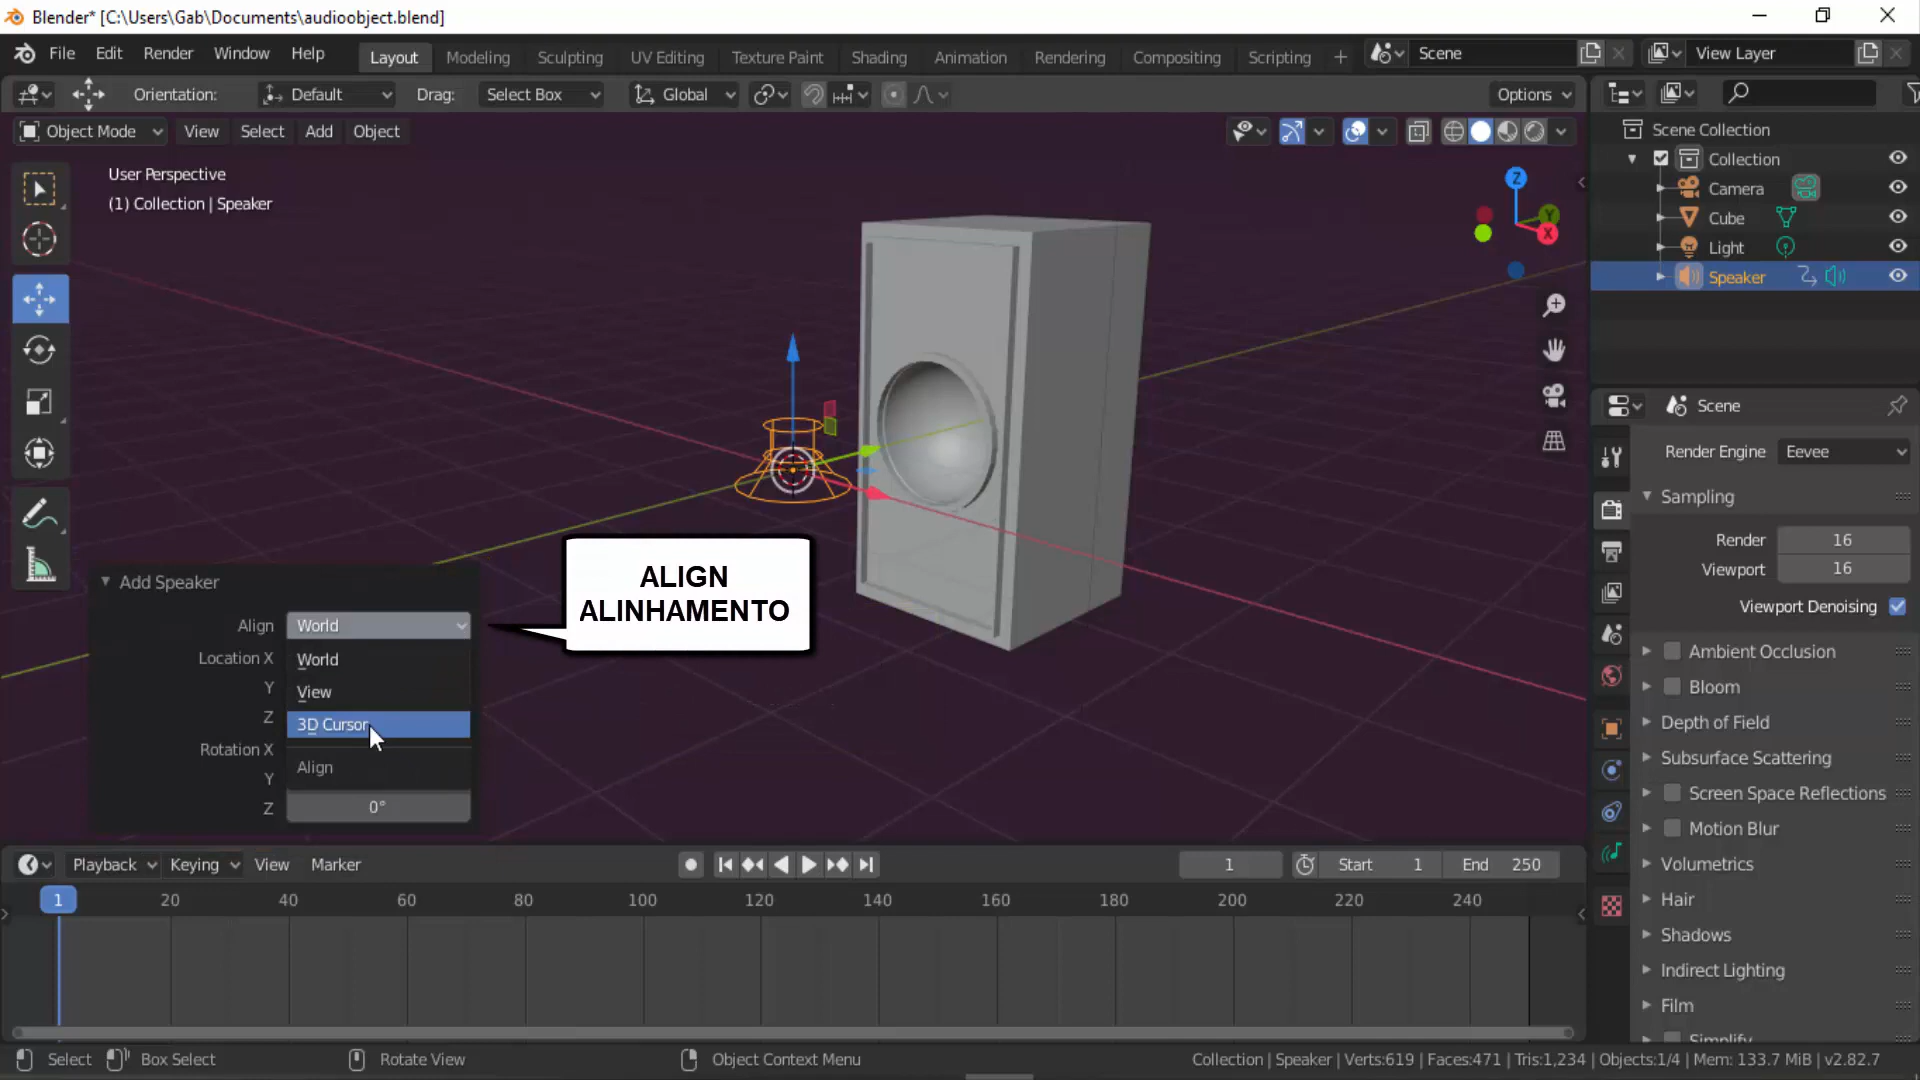 Blender* [C:\Users\Gab\Documents\audioobject.blend]
File Edit Render Window Help
Layout Modeling Sculpting UV Editing Texture Paint Shading Animation Rendering Compositing Scripting +
Scene
View Layer
Orientation: Default Drag: Select Box Global Options
Object Mode View Select Add Object
User Perspective
(1) Collection | Speaker
Z
Y
X
Scene Collection
Collection
Camera
Cube
Light
Speaker
Scene
Render Engine Eevee
Sampling
Render 16
Viewport 16
Viewport Denoising
Ambient Occlusion
Bloom
Depth of Field
Subsurface Scattering
Screen Space Reflections
Motion Blur
Volumetrics
Hair
Shadows
Indirect Lighting
Film
Simplify
ALIGN
ALINHAMENTO
Add Speaker
Align World
Location X World
Y View
Z 3D Cursor
Rotation X
Align
Y
Z 0°
Playback Keying View Marker
1 Start 1 End 250
1 20 40 60 80 100 120 140 160 180 200 220 240
Select Box Select Rotate View Object Context Menu
Collection | Speaker | Verts:619 | Faces:471 | Tris:1,234 | Objects:1/4 | Mem: 133.7 MiB | v2.82.7